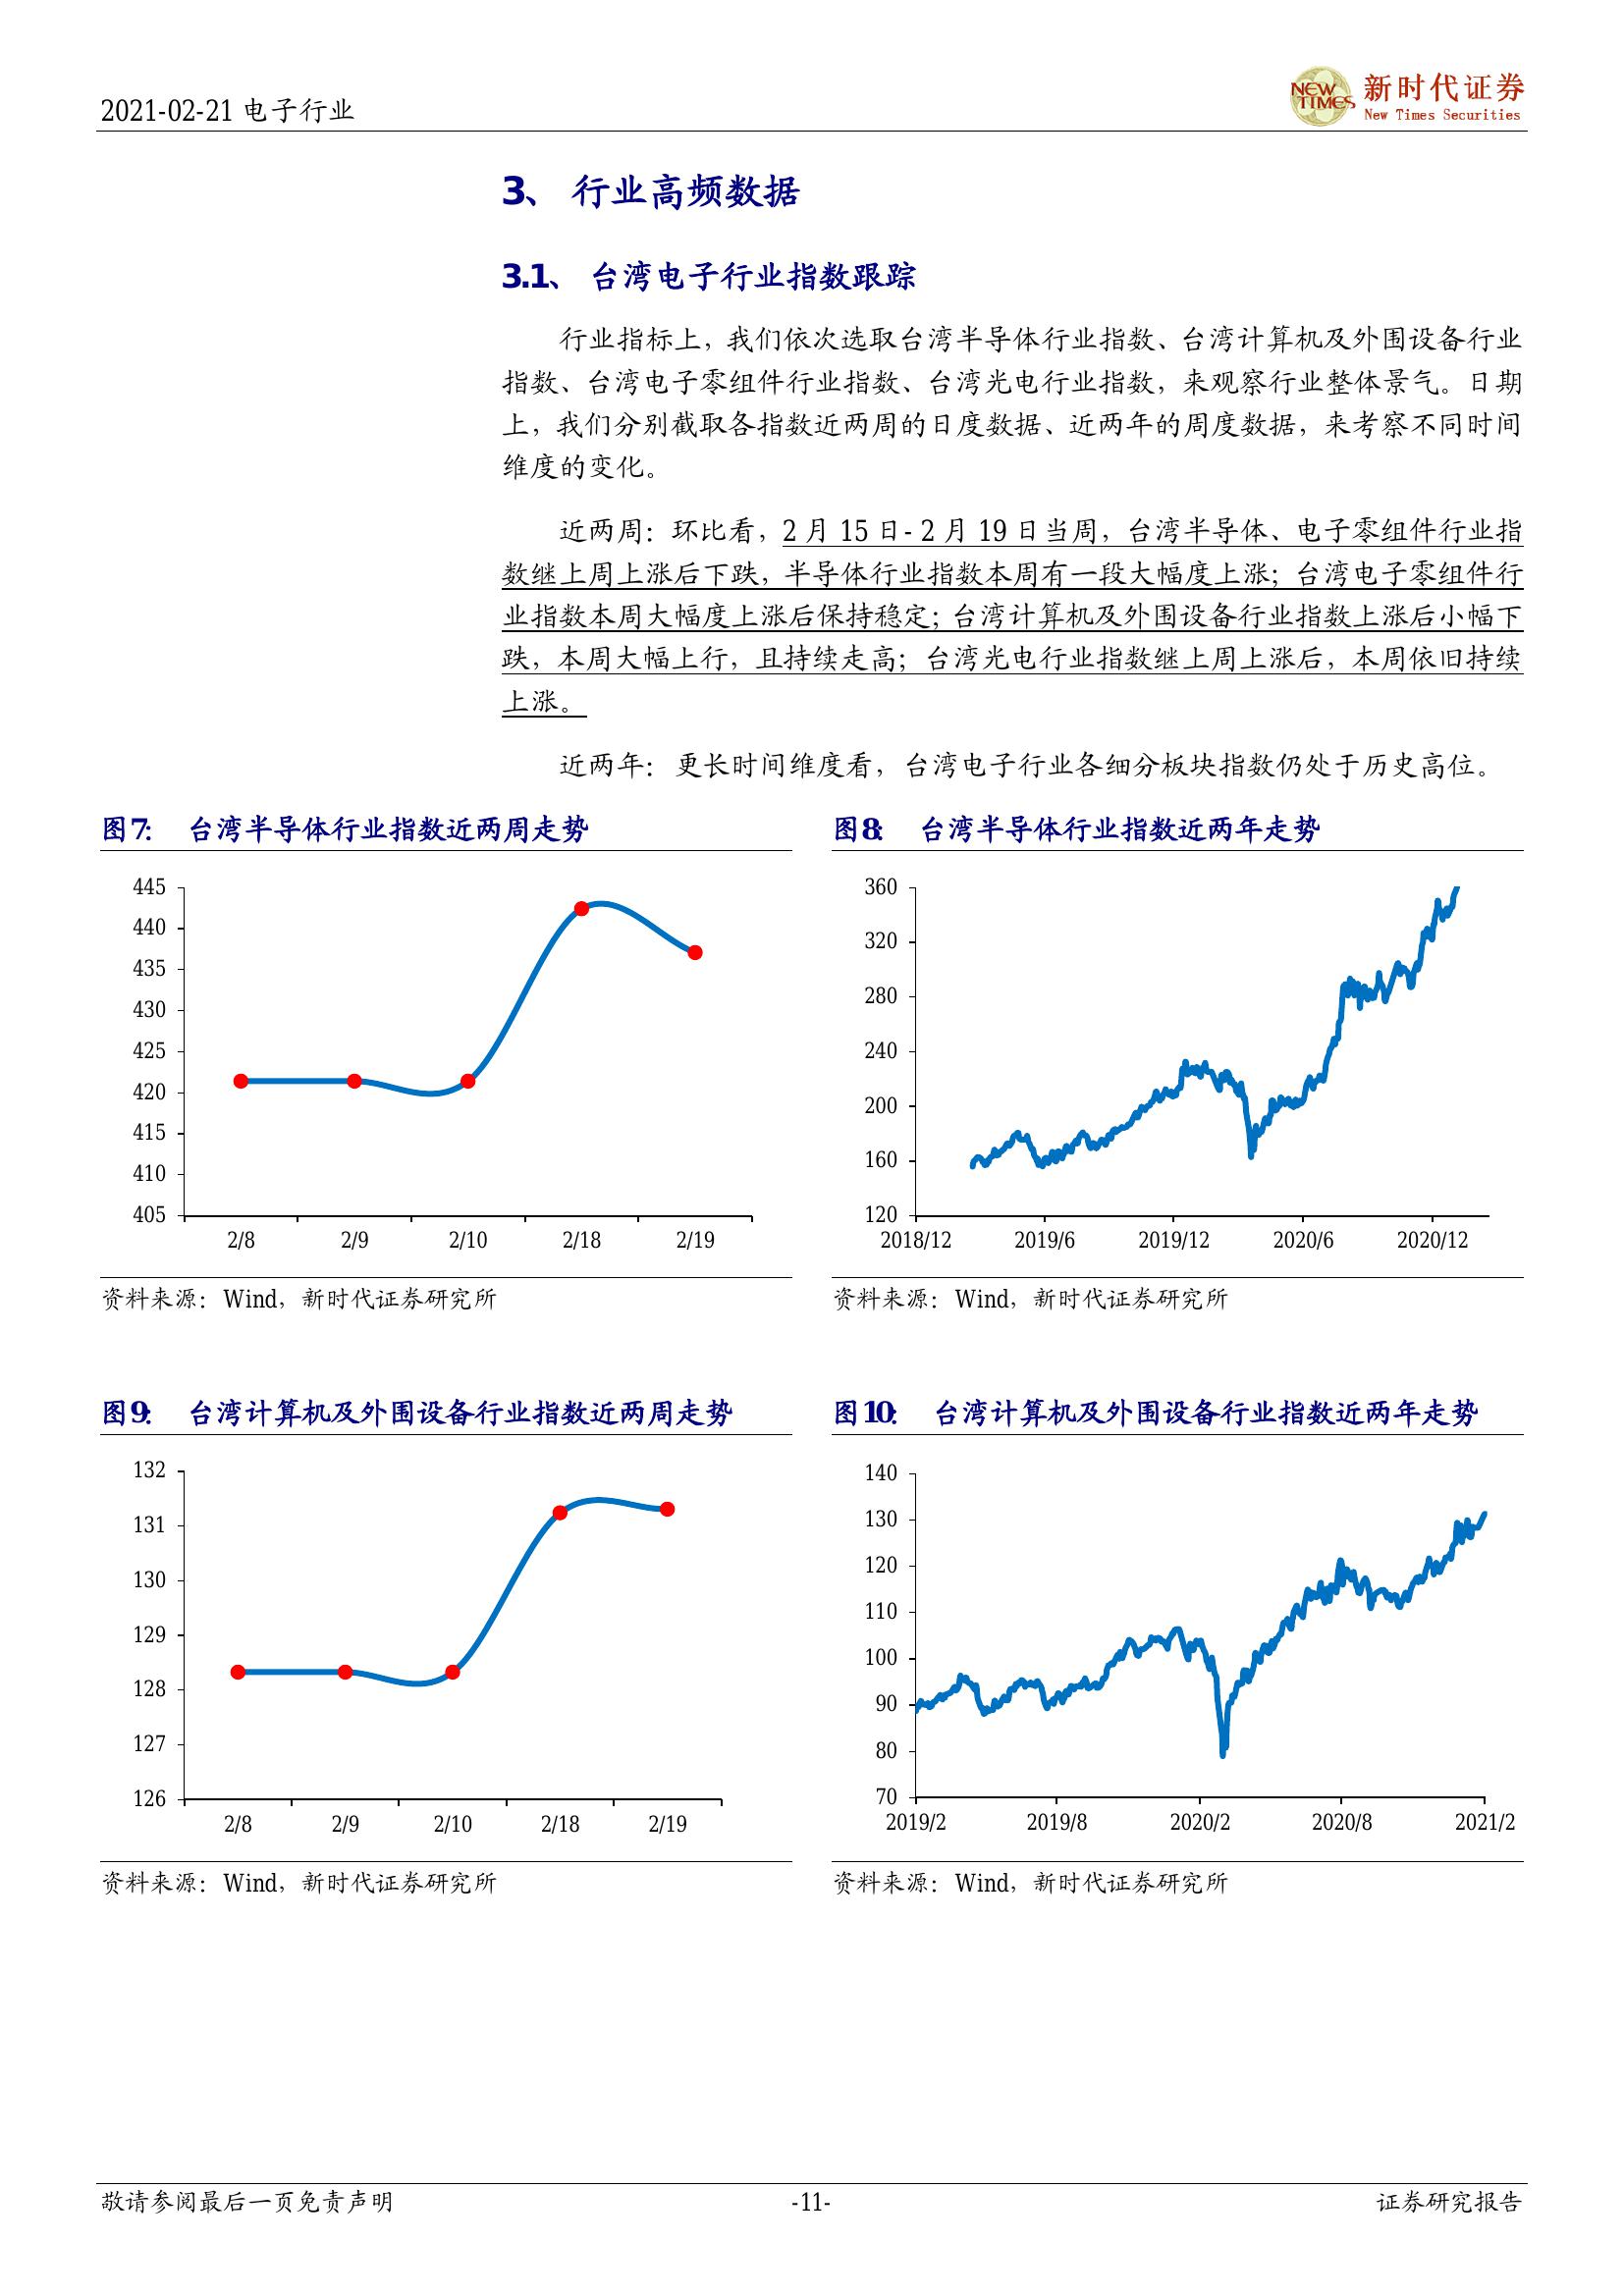 2021-02-21 电子行业
NEW TIMES
新时代证券
New Times Securities
3、 行业高频数据
3.1、 台湾电子行业指数跟踪
行业指标上，我们依次选取台湾半导体行业指数、台湾计算机及外围设备行业
指数、台湾电子零组件行业指数、台湾光电行业指数，来观察行业整体景气。日期
上，我们分别截取各指数近两周的日度数据、近两年的周度数据，来考察不同时间
维度的变化。
近两周：环比看，2 月 15 日- 2 月 19 日当周，台湾半导体、电子零组件行业指
数继上周上涨后下跌，半导体行业指数本周有一段大幅度上涨；台湾电子零组件行
业指数本周大幅度上涨后保持稳定；台湾计算机及外围设备行业指数上涨后小幅下
跌，本周大幅上行，且持续走高；台湾光电行业指数继上周上涨后，本周依旧持续
上涨。
近两年：更长时间维度看，台湾电子行业各细分板块指数仍处于历史高位。
图7： 台湾半导体行业指数近两周走势
445
440
435
430
425
420
415
410
405
2/8 2/9 2/10 2/18 2/19
资料来源：Wind，新时代证券研究所
图8： 台湾半导体行业指数近两年走势
360
320
280
240
200
160
120
2018/12 2019/6 2019/12 2020/6 2020/12
资料来源：Wind，新时代证券研究所
图9： 台湾计算机及外围设备行业指数近两周走势
132
131
130
129
128
127
126
2/8 2/9 2/10 2/18 2/19
资料来源：Wind，新时代证券研究所
图10： 台湾计算机及外围设备行业指数近两年走势
140
130
120
110
100
90
80
70
2019/2 2019/8 2020/2 2020/8 2021/2
资料来源：Wind，新时代证券研究所
敬请参阅最后一页免责声明
-11-
证券研究报告